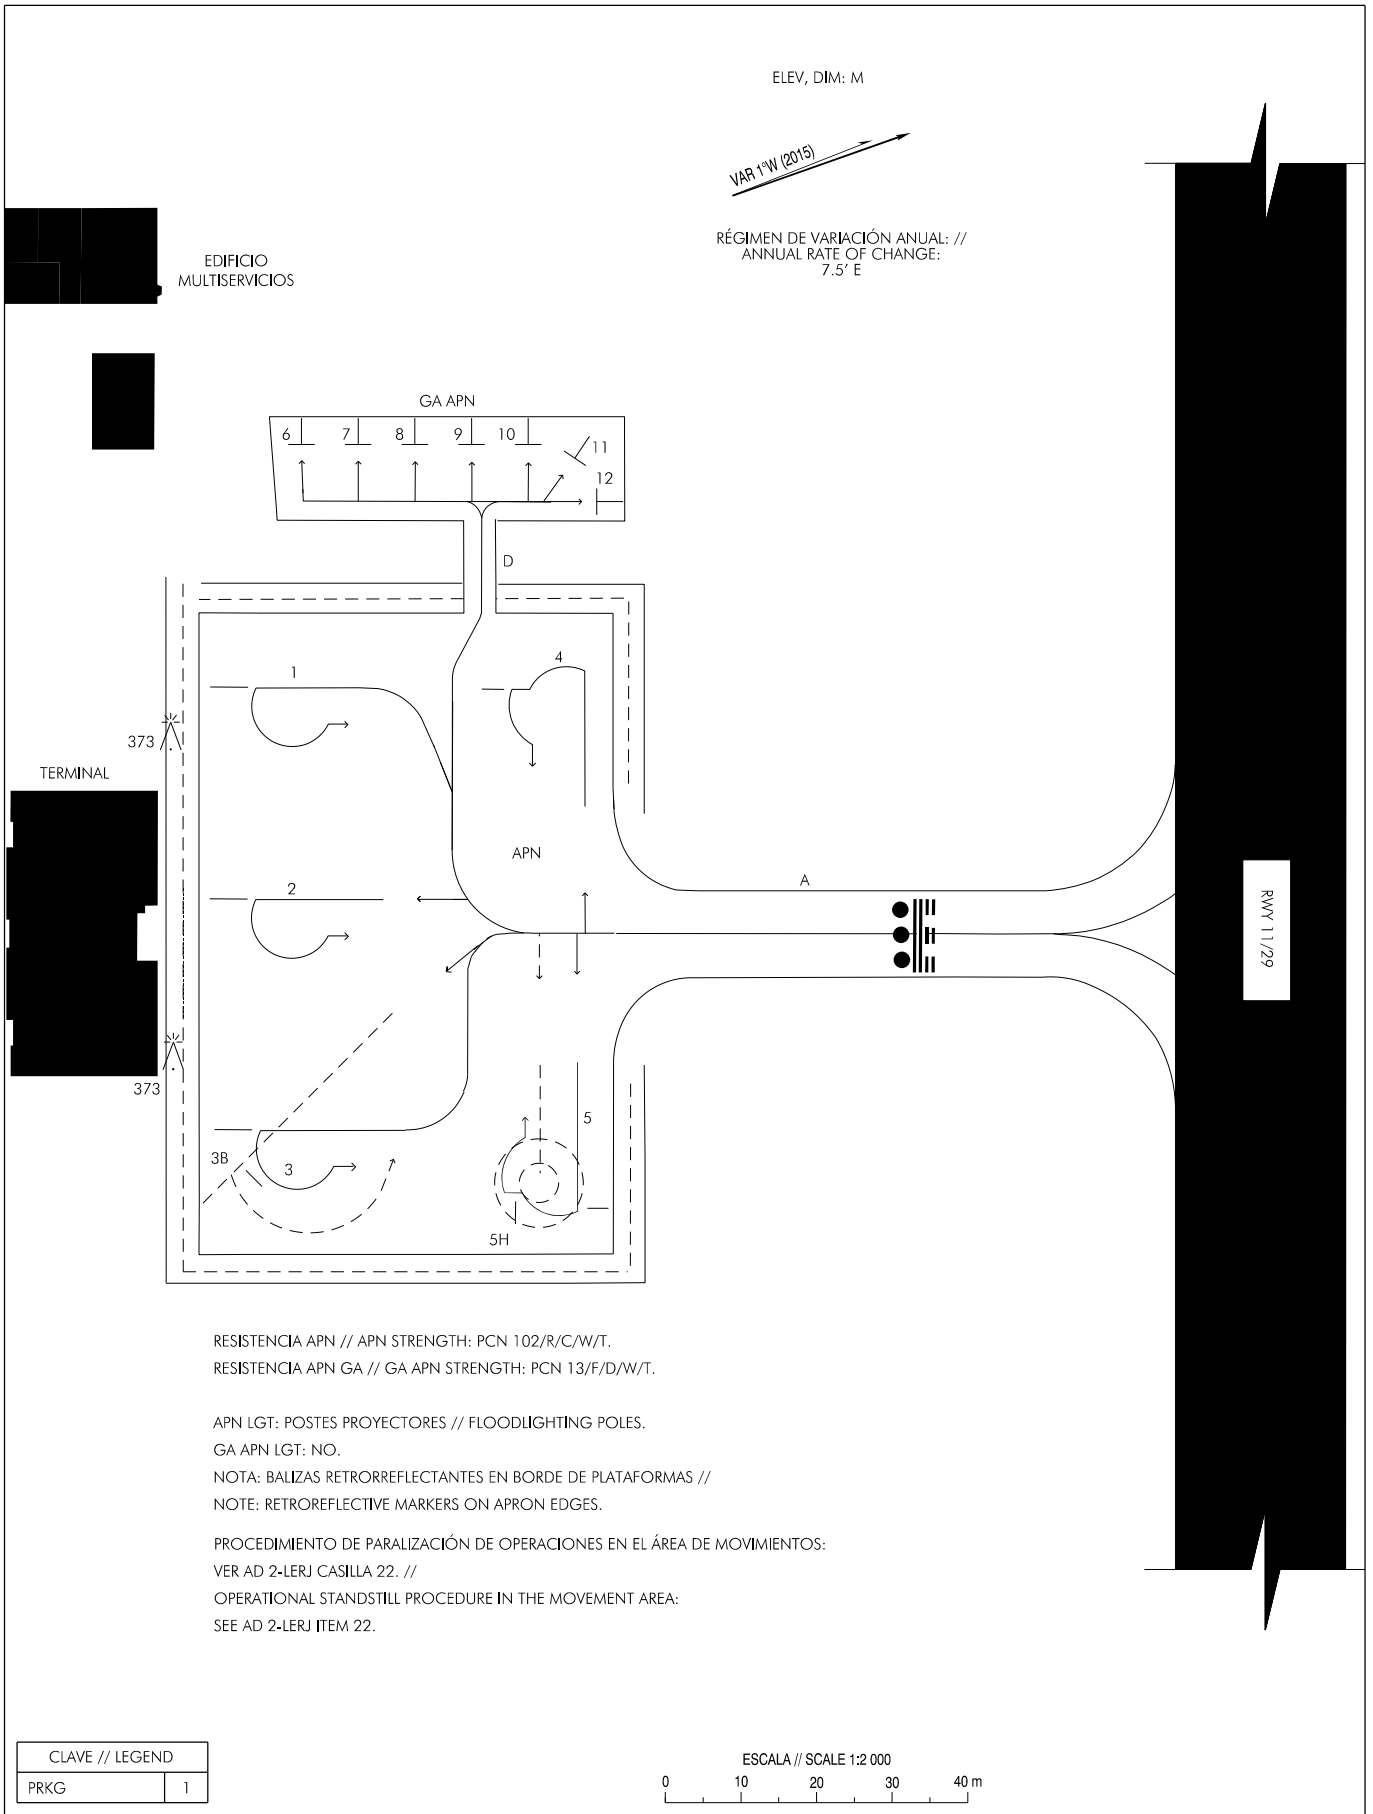 ELEV, DIM: M
VAR 1°W (2015)
RÉGIMEN DE VARIACIÓN ANUAL: //
ANNUAL RATE OF CHANGE:
7.5' E
EDIFICIO
MULTISERVICIOS
GA APN
6
7
8
9
10
11
12
D
1
4
373
TERMINAL
APN
A
2
RWY 11/29
373
5
3B
3
5H
RESISTENCIA APN // APN STRENGTH: PCN 102/R/C/W/T.
RESISTENCIA APN GA // GA APN STRENGTH: PCN 13/F/D/W/T.
APN LGT: POSTES PROYECTORES // FLOODLIGHTING POLES.
GA APN LGT: NO.
NOTA: BALIZAS RETRORREFLECTANTES EN BORDE DE PLATAFORMAS //
NOTE: RETROREFLECTIVE MARKERS ON APRON EDGES.
PROCEDIMIENTO DE PARALIZACIÓN DE OPERACIONES EN EL ÁREA DE MOVIMIENTOS:
VER AD 2-LERJ CASILLA 22. //
OPERATIONAL STANDSTILL PROCEDURE IN THE MOVEMENT AREA:
SEE AD 2-LERJ ITEM 22.
CLAVE // LEGEND
PRKG 1
ESCALA // SCALE 1:2 000
0 10 20 30 40 m